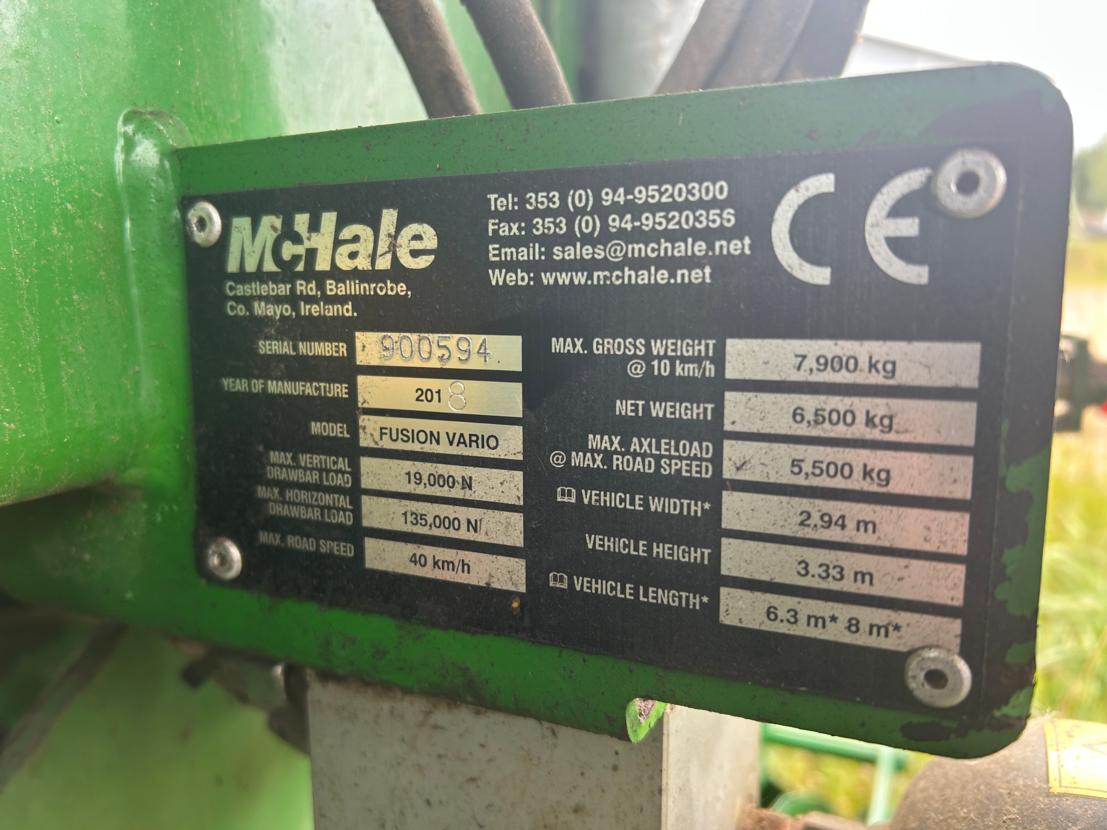 McHale
Castlebar Rd, Ballinrobe,
Co. Mayo, Ireland.
Tel: 353 (0) 94-9520300
Fax: 353 (0) 94-9520356
Email: sales@mchale.net
Web: www.mchale.net
CE
SERIAL NUMBER 900594
YEAR OF MANUFACTURE 2018
MODEL FUSION VARIO
MAX. VERTICAL
DRAWBAR LOAD 19,000 N
MAX. HORIZONTAL
DRAWBAR LOAD 135,000 N
MAX. ROAD SPEED 40 km/h
MAX. GROSS WEIGHT
@ 10 km/h 7,900 kg
NET WEIGHT 6,500 kg
MAX. AXLELOAD
@ MAX. ROAD SPEED 5,500 kg
VEHICLE WIDTH* 2,94 m
VEHICLE HEIGHT 3.33 m
VEHICLE LENGTH* 6.3 m* 8 m*